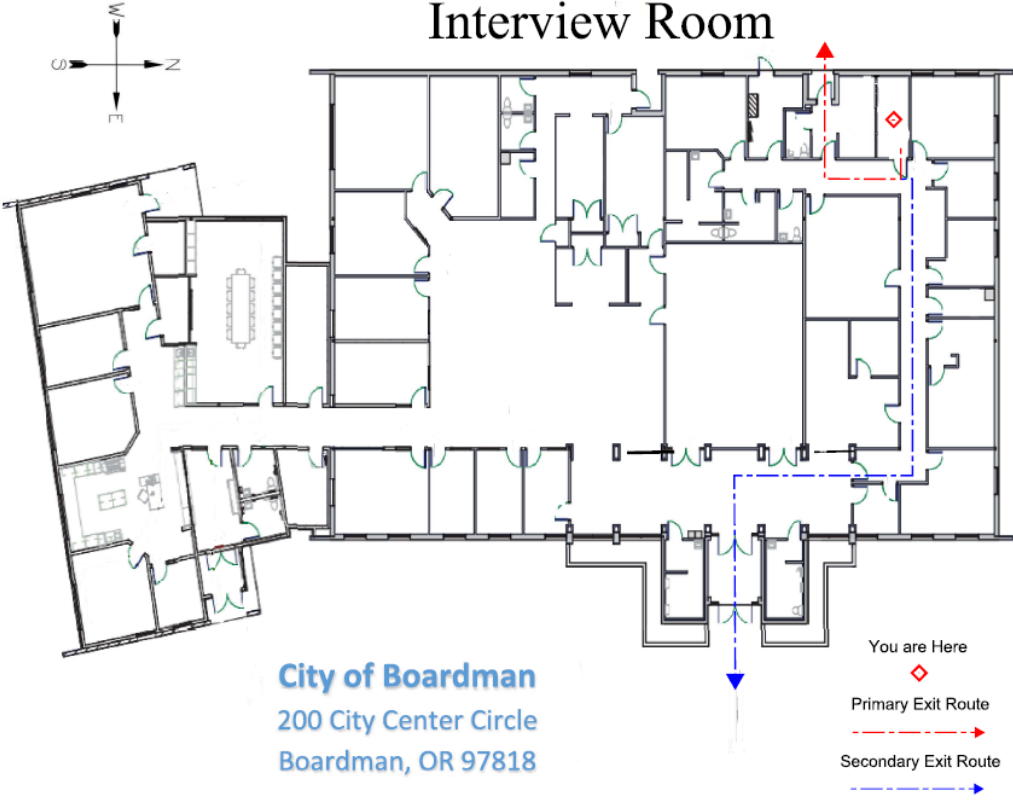 Interview Room
W
S
N
E
City of Boardman
200 City Center Circle
Boardman, OR 97818
You are Here
Primary Exit Route
Secondary Exit Route